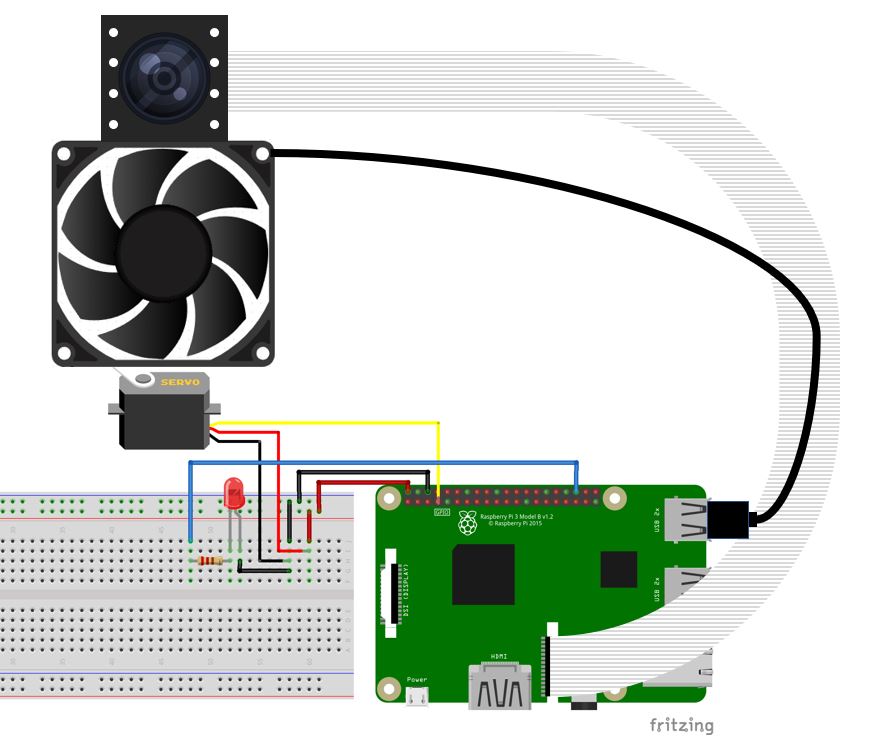 SERVO
GPIO
Raspberry Pi 3 Model B v1.2
© Raspberry Pi 2015
USB 2x
DSI (DISPLAY)
USB 2x
HDMI
Power
fritzing